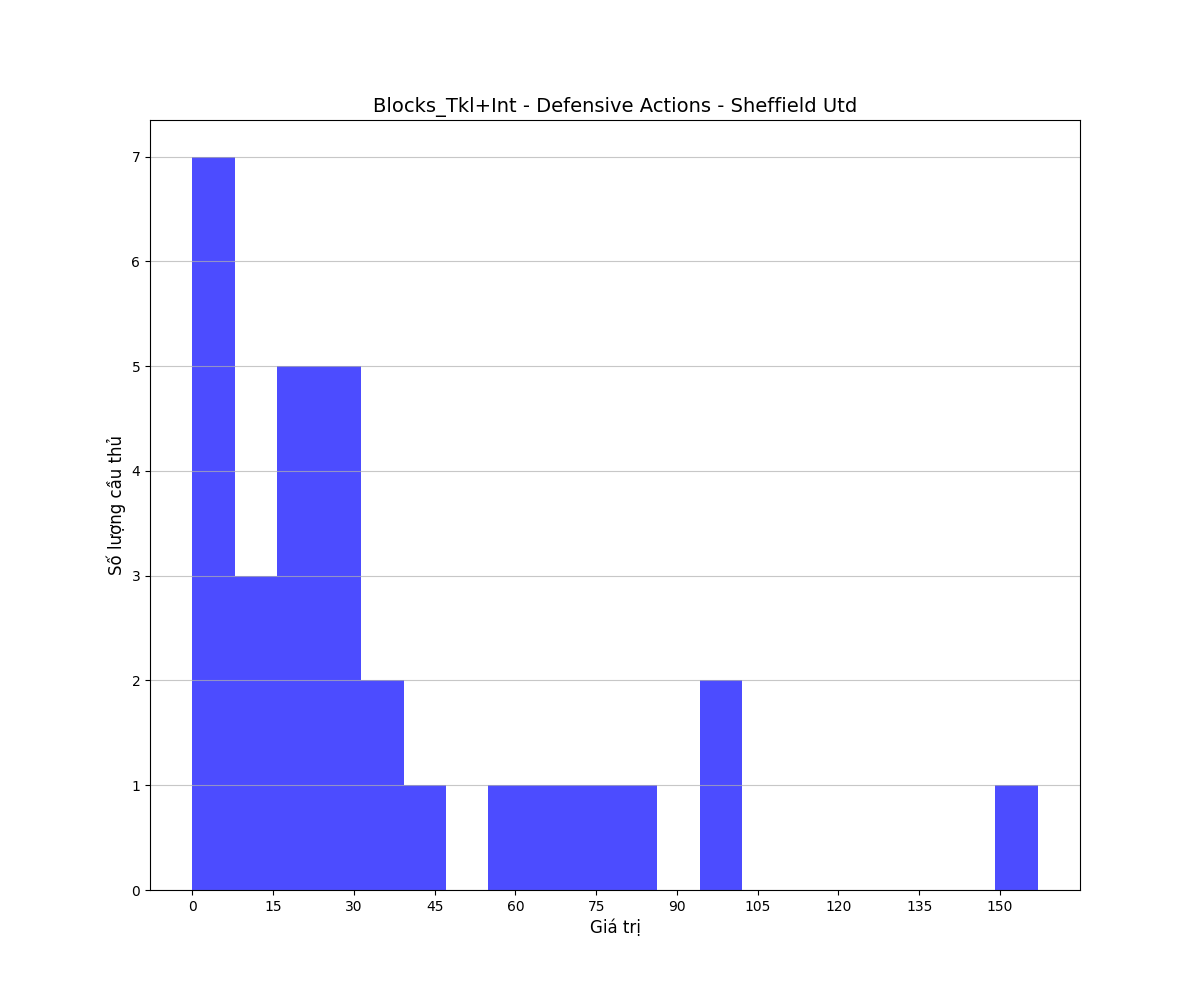 Blocks_Tkl+Int - Defensive Actions - Sheffield Utd
Số lượng cầu thủ
7
6
5
4
3
2
1
0
0 15 30 45 60 75 90 105 120 135 150
Giá trị